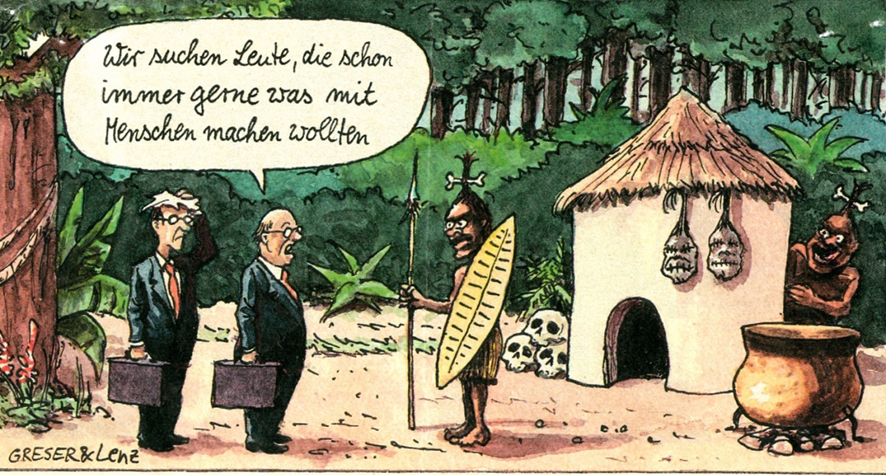 Wir suchen Leute, die schon
immer gerne was mit
Menschen machen wollten
GRESER & Lenz